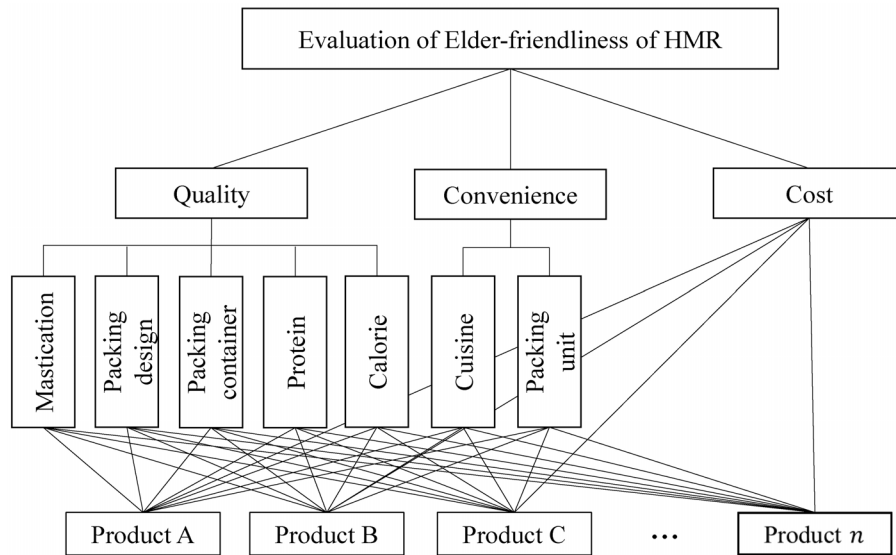 Evaluation of Elder-friendliness of HMR
Quality
Convenience
Cost
Mastication
Packing
design
Packing
container
Protein
Calorie
Cuisine
Packing
unit
Product A
Product B
Product C
...
Product n